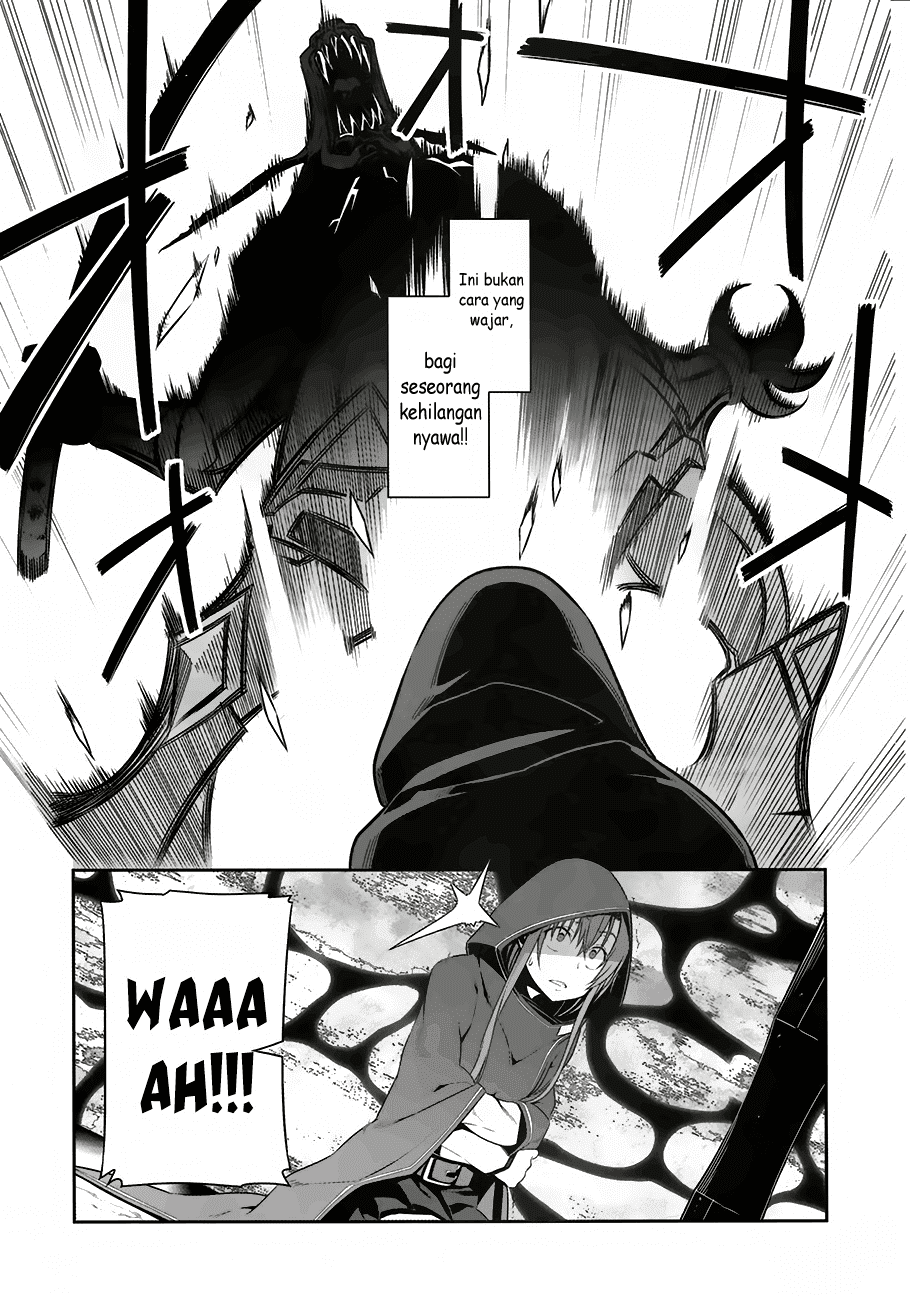 Ini bukan
cara yang
wajar,
bagi
seseorang
kehilangan
nyawa!!
WAAA
AH!!!